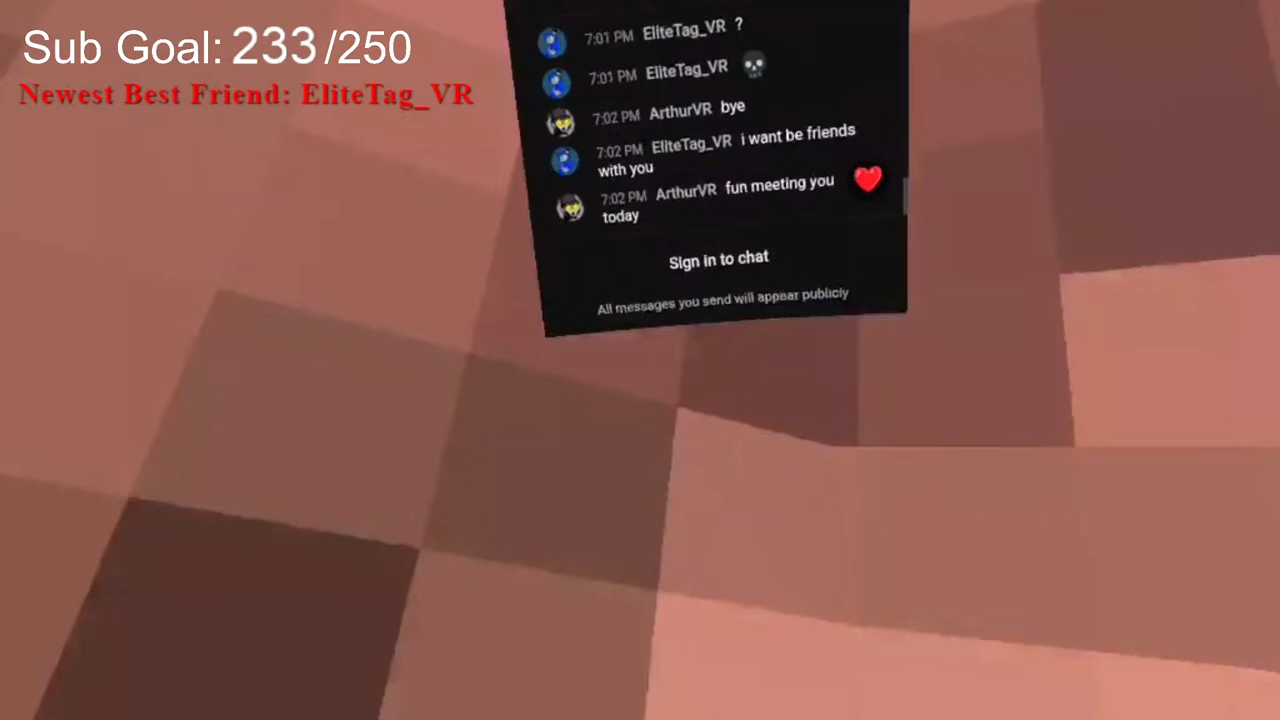 Sub Goal: 233 /250
Newest Best Friend: EliteTag_VR
7:01 PM EliteTag_VR ?
7:01 PM EliteTag_VR 💀
7:02 PM ArthurVR bye
7:02 PM EliteTag_VR i want be friends
with you
7:02 PM ArthurVR fun meeting you ❤️
today
Sign in to chat
All messages you send will appear publicly